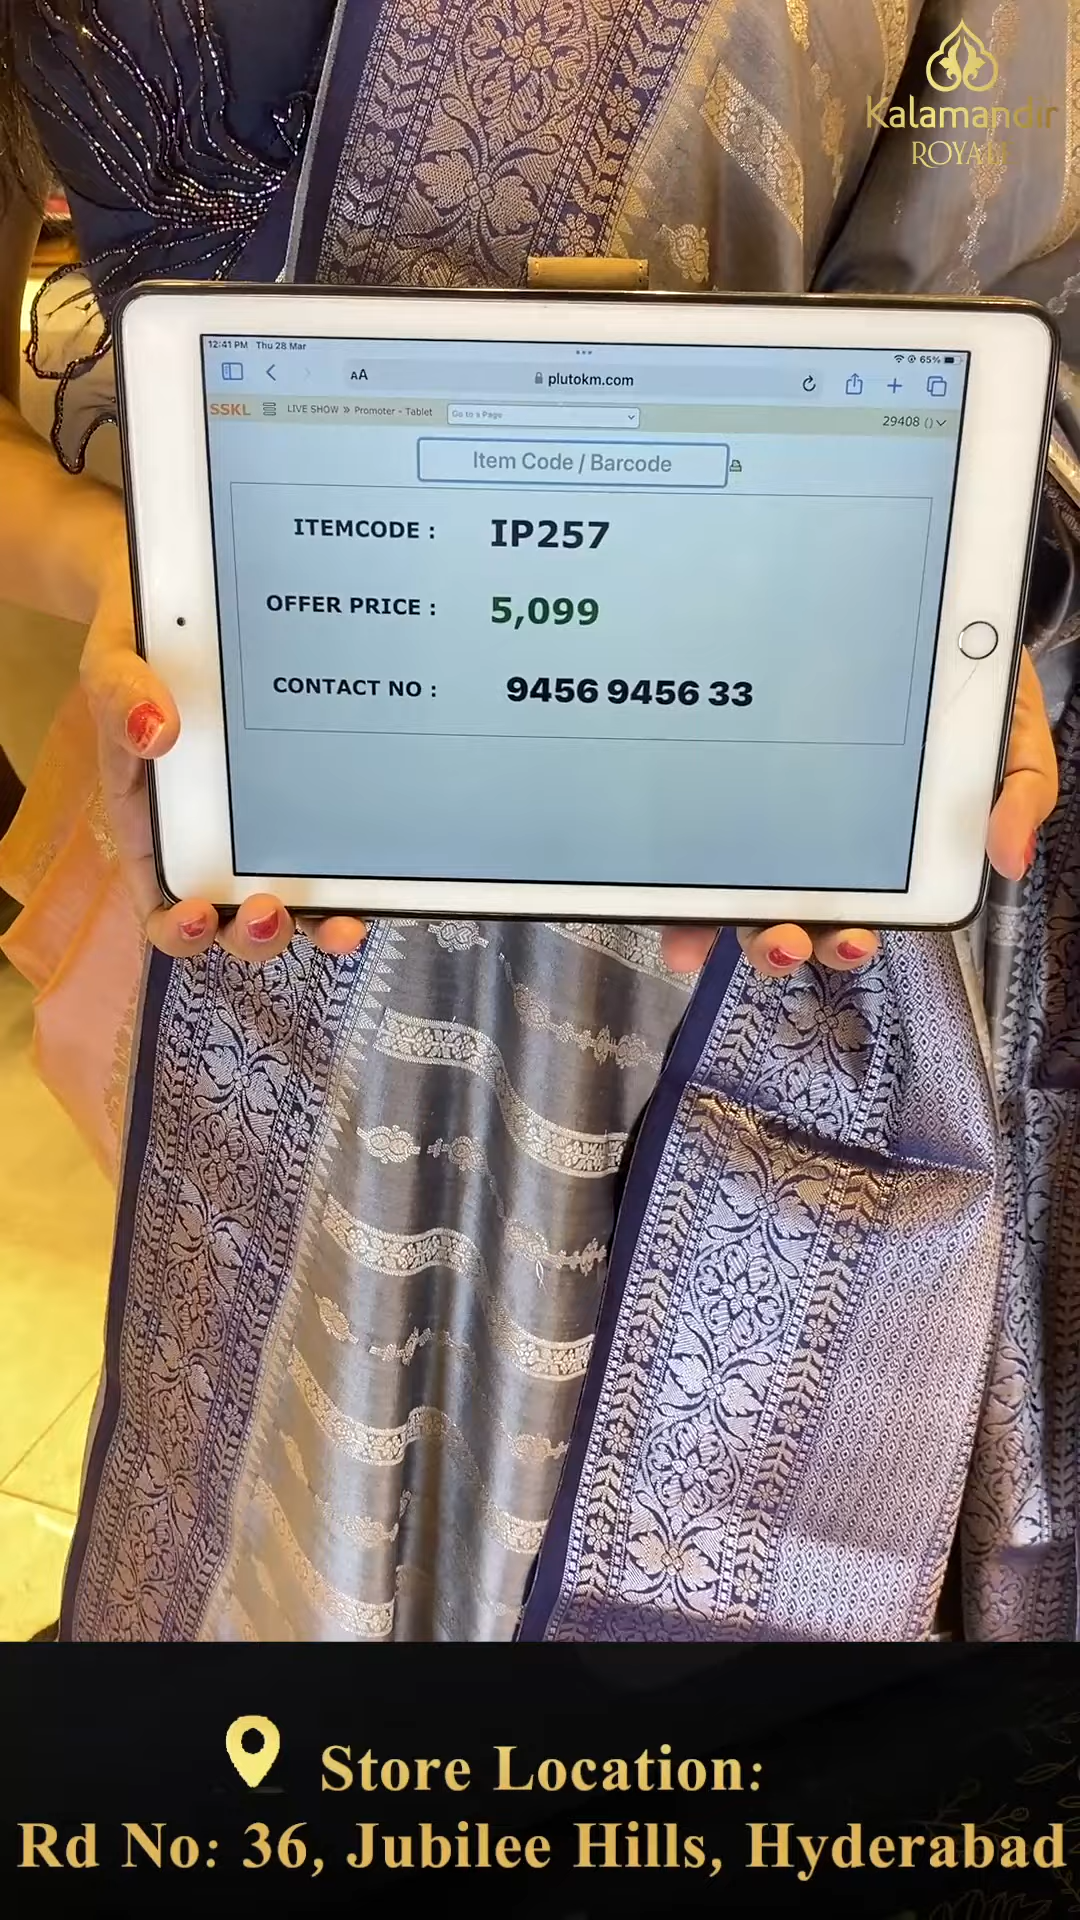 Kalamandir
ROYALE
12:41 PM Thu 28 Mar
65%
AA
plutokm.com
SSKL
LIVE SHOW » Promoter - Tablet
Go to a Page
29408 ()
Item Code / Barcode
ITEMCODE : IP257
OFFER PRICE : 5,099
CONTACT NO : 9456 9456 33
Store Location:
Rd No: 36, Jubilee Hills, Hyderabad